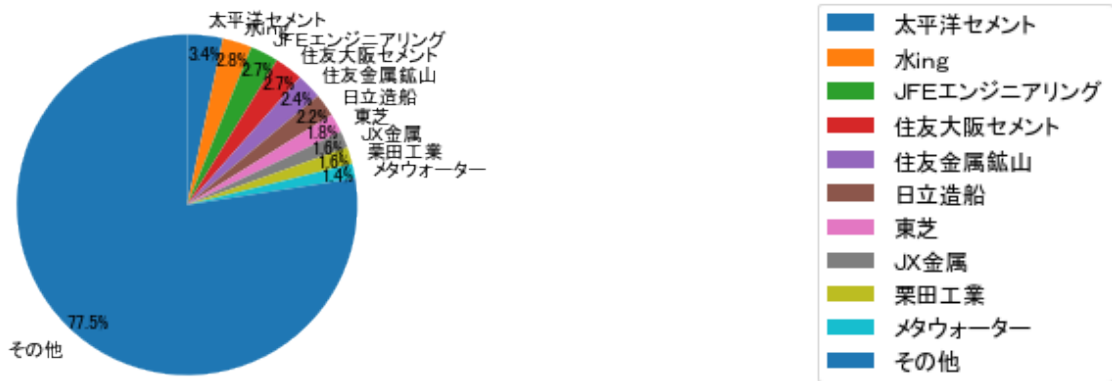 太平洋セメント
水ing
JFEエンジニアリング
住友大阪セメント
住友金属鉱山
日立造船
東芝
JX金属
栗田工業
メタウォーター
3.4%
2.8%
2.7%
2.7%
2.4%
2.2%
1.8%
1.6%
1.6%
1.4%
77.5%
その他
太平洋セメント
水ing
JFEエンジニアリング
住友大阪セメント
住友金属鉱山
日立造船
東芝
JX金属
栗田工業
メタウォーター
その他